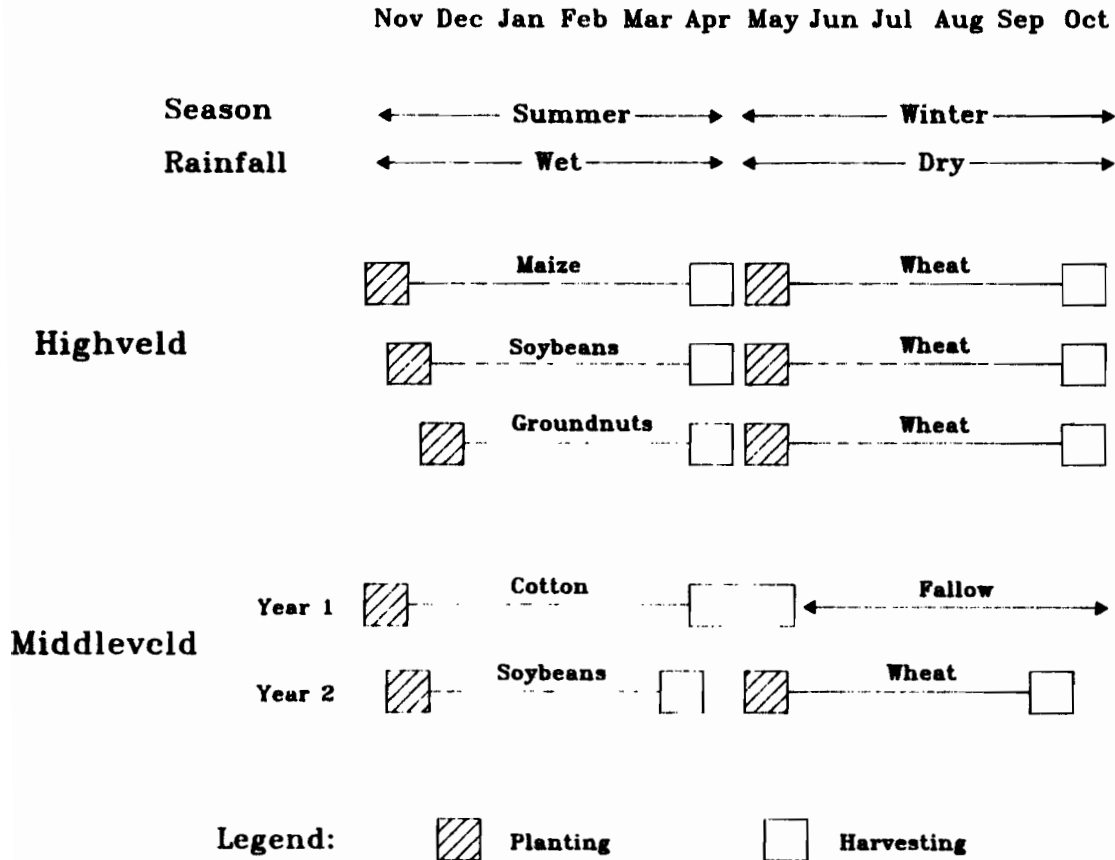 Nov Dec Jan Feb Mar Apr May Jun Jul Aug Sep Oct
Season Summer Winter
Rainfall Wet Dry
Maize Wheat
Highveld
Soybeans Wheat
Groundnuts Wheat
Cotton Fallow
Year 1
Middleveld
Soybeans Wheat
Year 2
Legend: Planting Harvesting